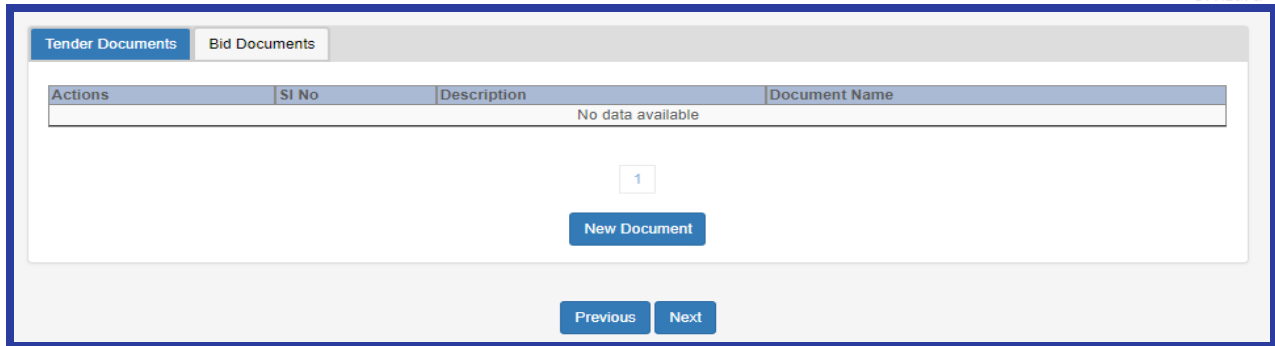 Tender Documents Bid Documents
Actions SI No Description Document Name
No data available
1
New Document
Previous Next